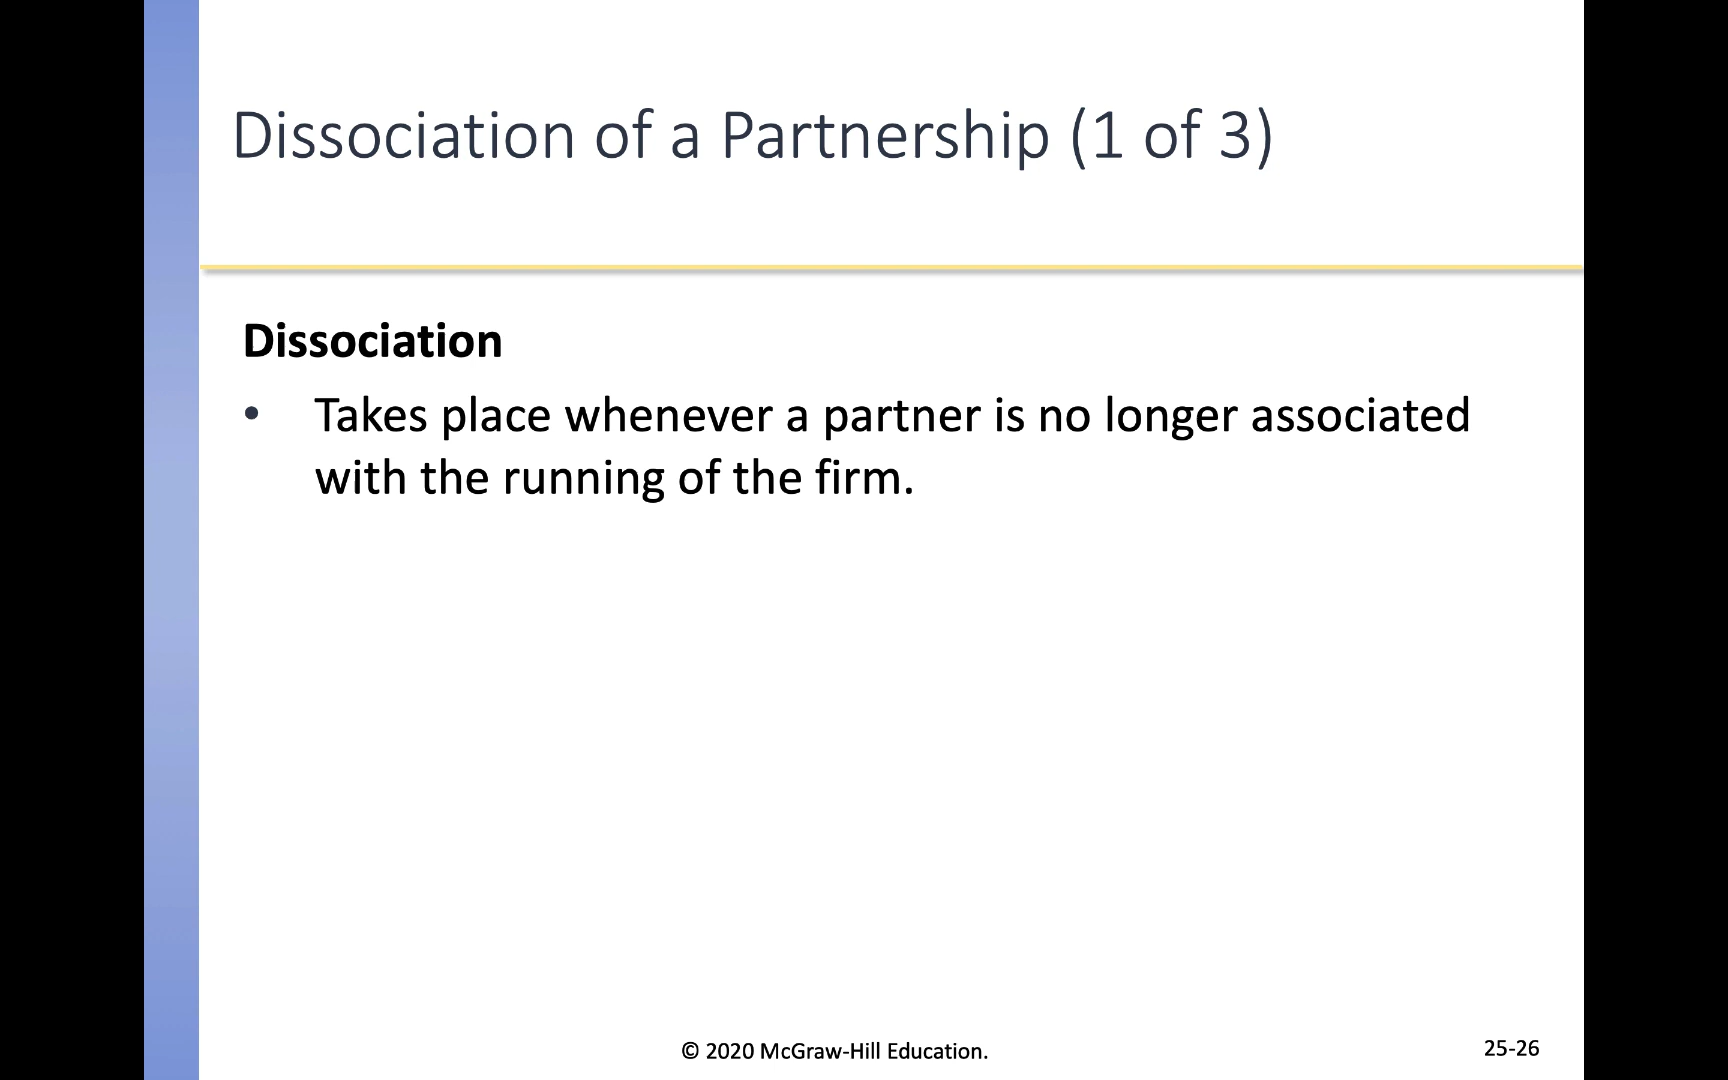 Dissociation of a Partnership (1 of 3)
Dissociation
• Takes place whenever a partner is no longer associated
with the running of the firm.
© 2020 McGraw-Hill Education.
25-26